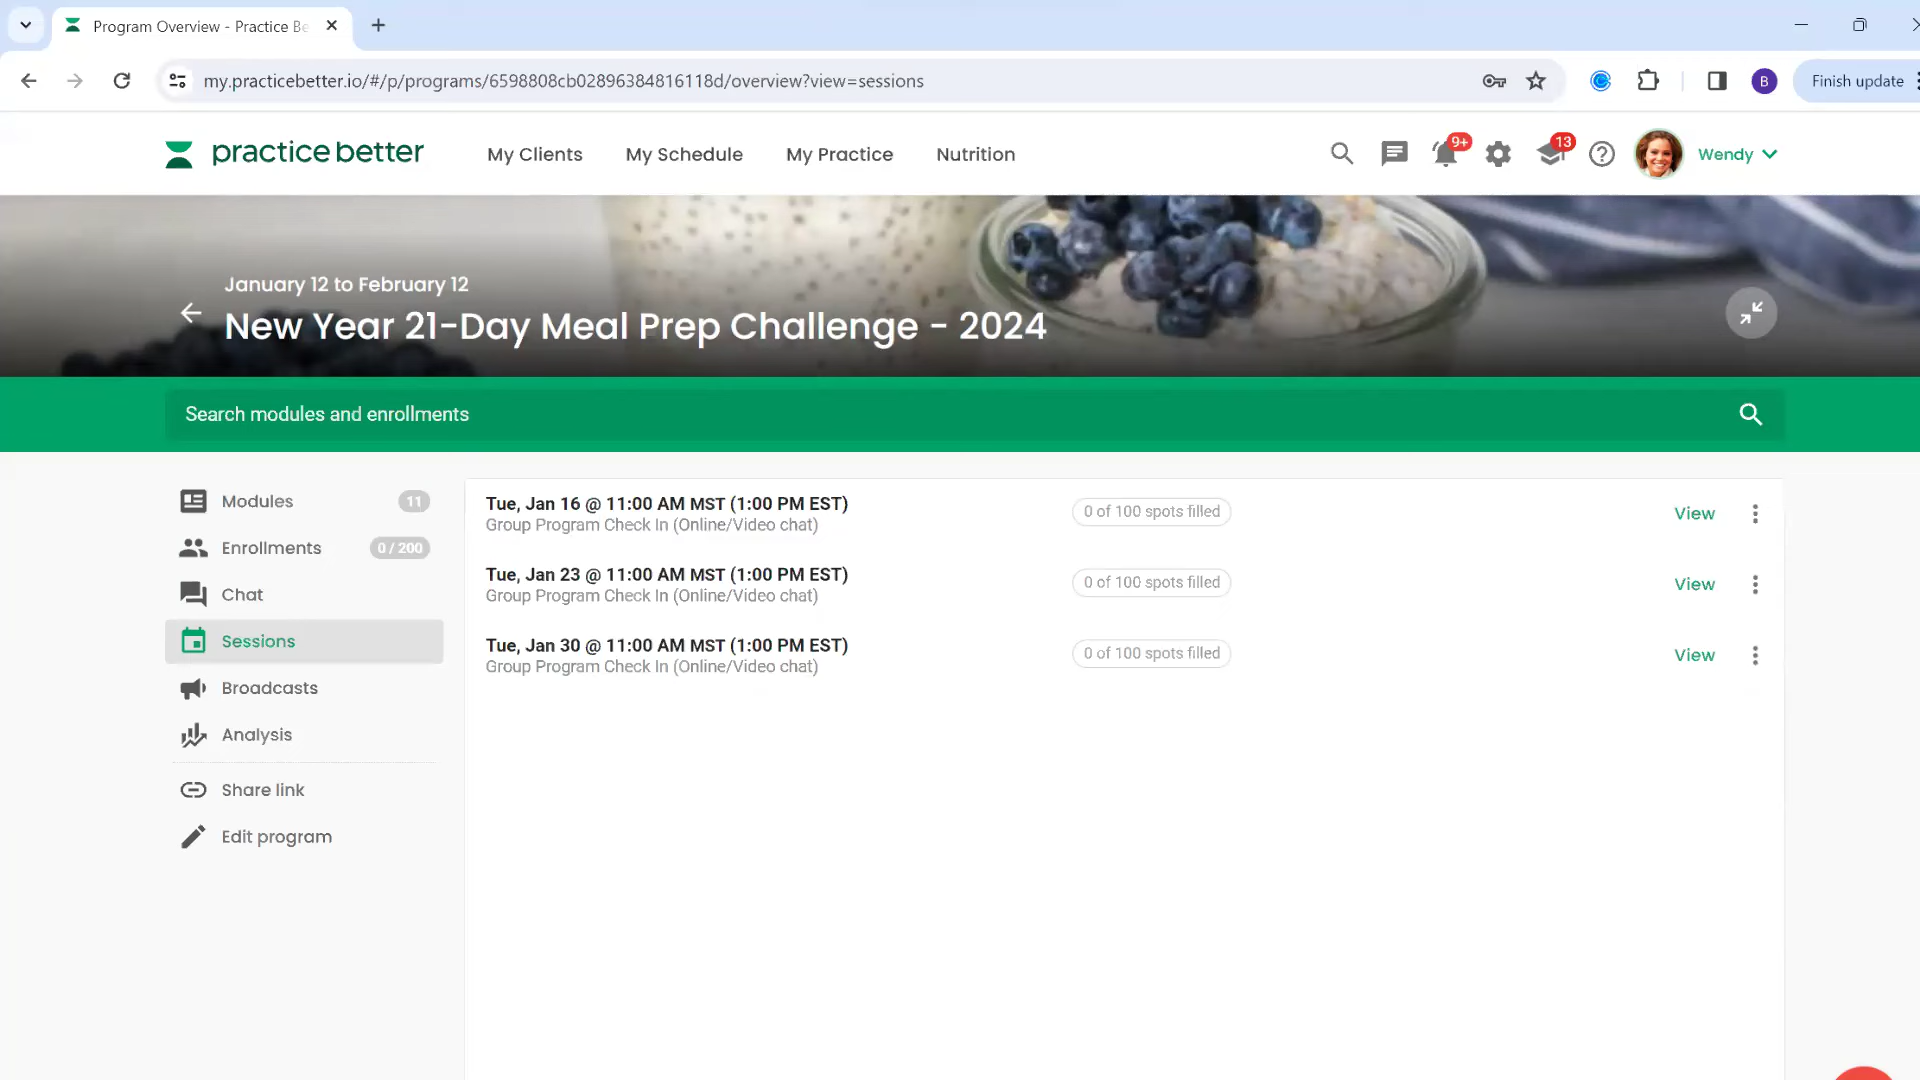 Program Overview - Practice Be
my.practicebetter.io/#/p/programs/6598808cb02896384816118d/overview?view=sessions
B
Finish update
practice better
My Clients
My Schedule
My Practice
Nutrition
9+
13
Wendy
January 12 to February 12
New Year 21-Day Meal Prep Challenge - 2024
Search modules and enrollments
Modules
11
Enrollments
0 / 200
Chat
Sessions
Broadcasts
Analysis
Share link
Edit program
Tue, Jan 16 @ 11:00 AM MST (1:00 PM EST)
Group Program Check In (Online/Video chat)
0 of 100 spots filled
View
Tue, Jan 23 @ 11:00 AM MST (1:00 PM EST)
Group Program Check In (Online/Video chat)
0 of 100 spots filled
View
Tue, Jan 30 @ 11:00 AM MST (1:00 PM EST)
Group Program Check In (Online/Video chat)
0 of 100 spots filled
View